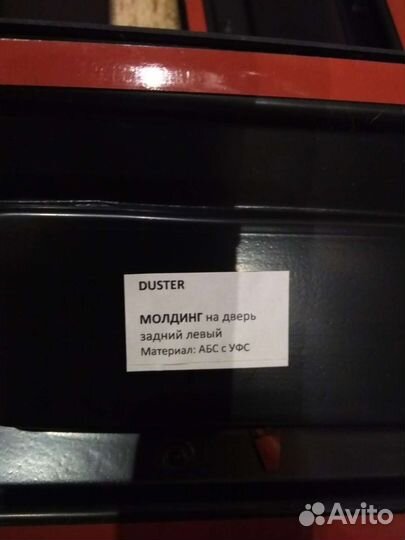 DUSTER
МОЛДИНГ на дверь
задний левый
Материал: АБС с УФС
Avito